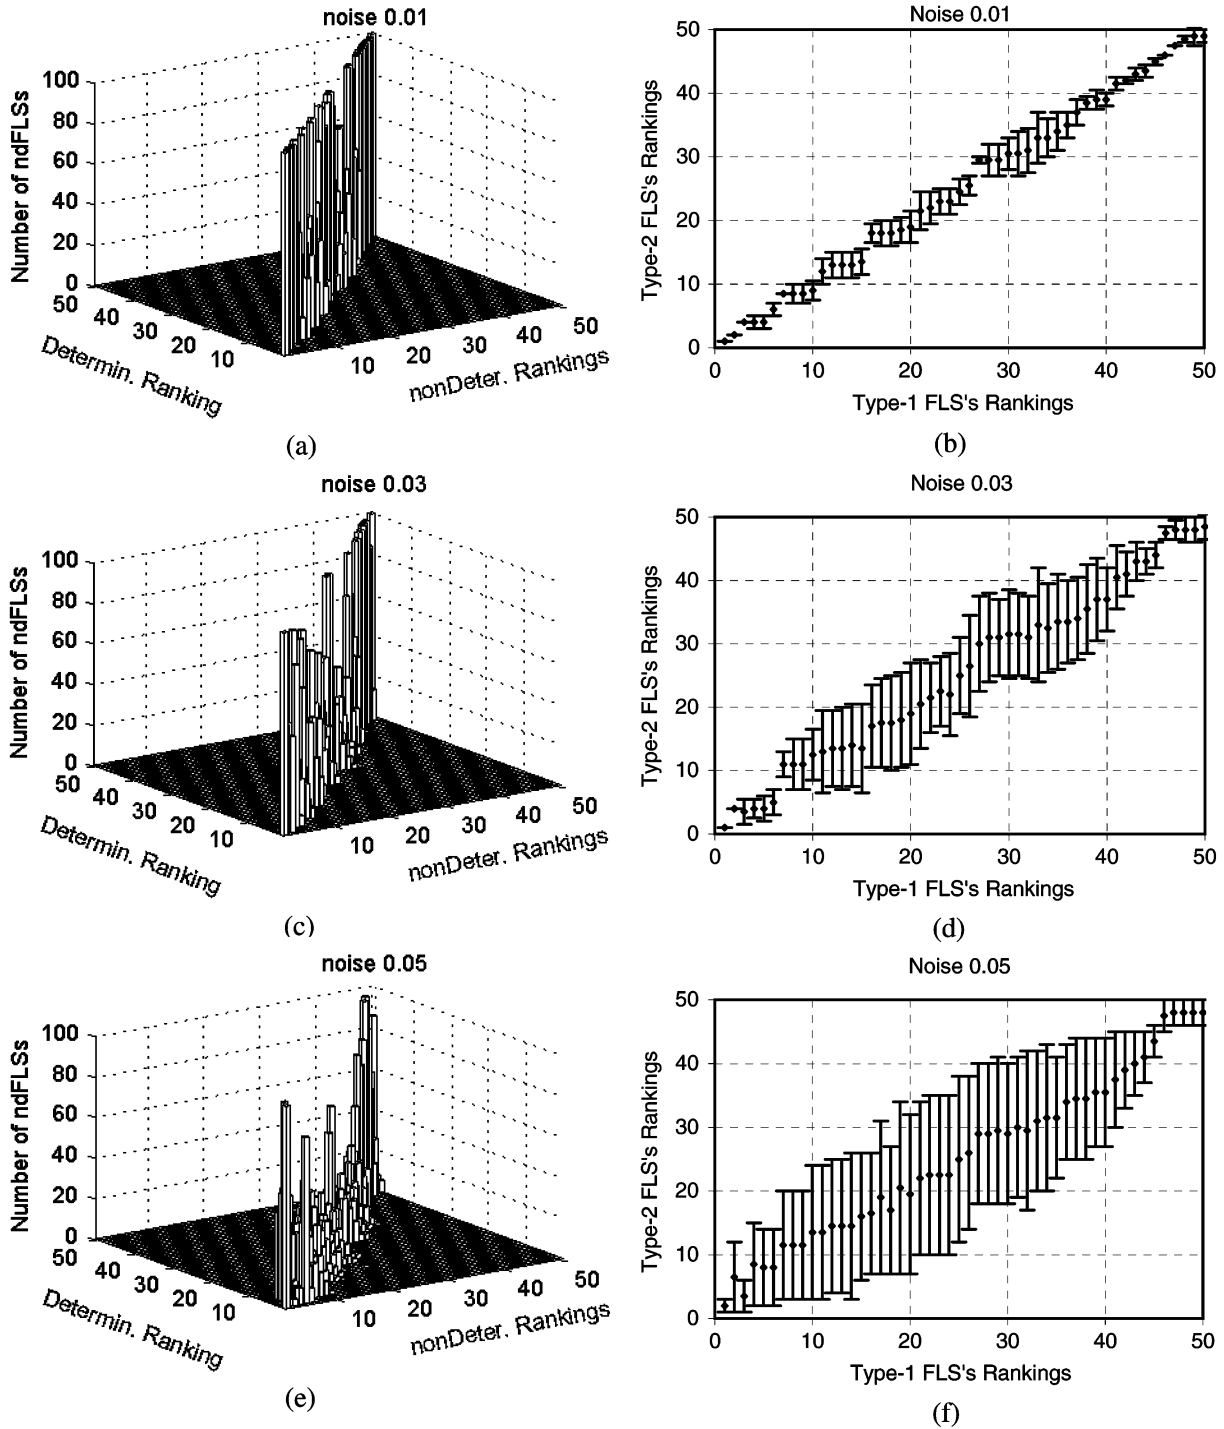 noise 0.01
Number of ndFLSs
100
80
60
40
20
0
50
40
30
20
10
Determin. Ranking
10
20
30
40
50
nonDeter. Rankings
(a)
Noise 0.01
Type-2 FLS's Rankings
50
40
30
20
10
0
0 10 20 30 40 50
Type-1 FLS's Rankings
(b)
noise 0.03
Number of ndFLSs
100
80
60
40
20
0
50
40
30
20
10
Determin. Ranking
10
20
30
40
50
nonDeter. Rankings
(c)
Noise 0.03
Type-2 FLS's Rankings
50
40
30
20
10
0
0 10 20 30 40 50
Type-1 FLS's Rankings
(d)
noise 0.05
Number of ndFLSs
100
80
60
40
20
0
50
40
30
20
10
Determin. Ranking
10
20
30
40
50
nonDeter. Rankings
(e)
Noise 0.05
Type-2 FLS's Rankings
50
40
30
20
10
0
0 10 20 30 40 50
Type-1 FLS's Rankings
(f)